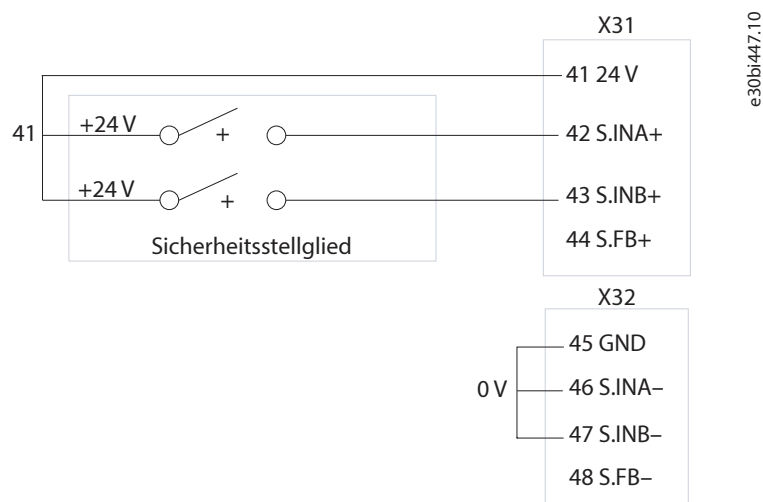 X31
e30bi447.10
41 24 V
41
+24 V
+
42 S.INA+
+24 V
+
43 S.INB+
44 S.FB+
Sicherheitsstellglied
X32
45 GND
0 V
46 S.INA–
47 S.INB–
48 S.FB–